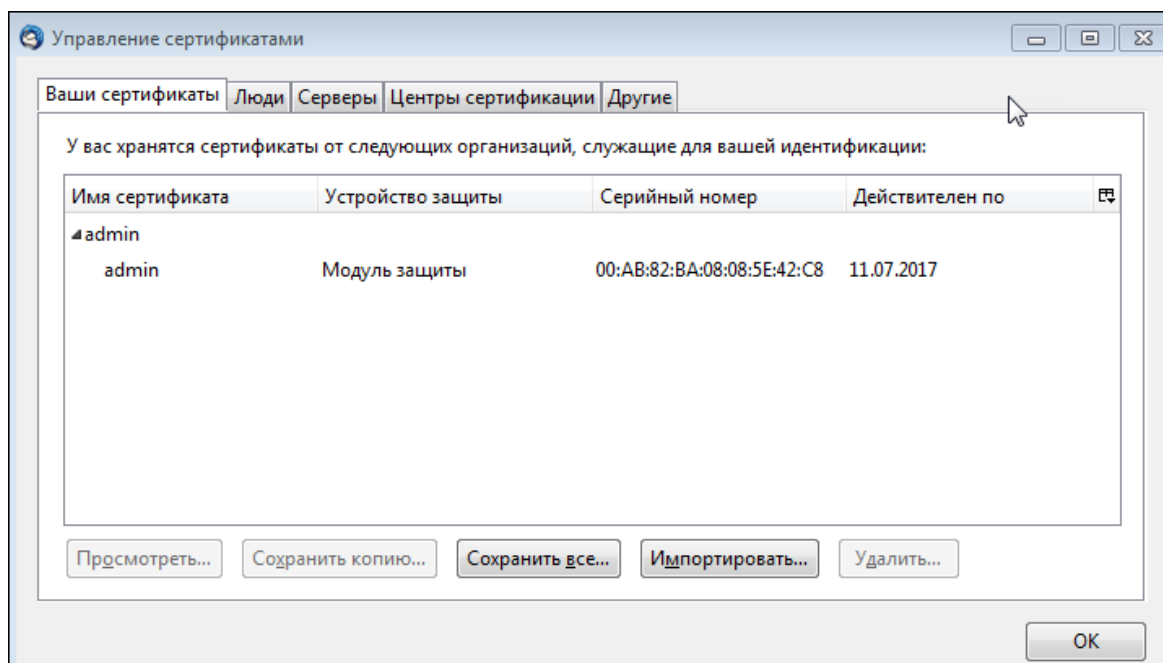 Управление сертификатами
Ваши сертификаты Люди Серверы Центры сертификации Другие
У вас хранятся сертификаты от следующих организаций, служащие для вашей идентификации:
Имя сертификата Устройство защиты Серийный номер Действителен по
admin
admin Модуль защиты 00:AB:82:BA:08:08:5E:42:C8 11.07.2017
Просмотреть... Сохранить копию... Сохранить все... Импортировать... Удалить...
ОК